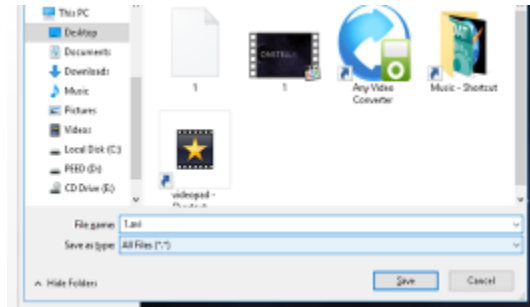 This PC
Desktop
Documents
Downloads
Music
Pictures
Videos
Local Disk (C:)
PEED (D:)
CD Drive (E:)
1
1
Any Video
Converter
Music - Shortcut
videopad -
File name: 1.avi
Save as type: All Files (*.*)
Hide Folders
Save
Cancel